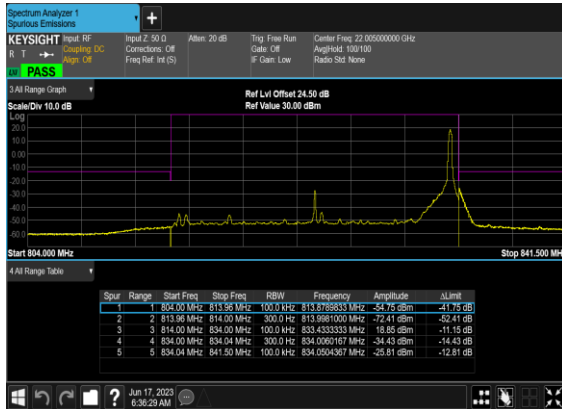 Spectrum Analyzer 1
Spurious Emissions
KEYSIGHT
R T
Input: RF
Coupling: DC
Align: Off
Input Z: 50 Ω
Corrections: Off
Freq Ref: Int (S)
Atten: 20 dB
Trig: Free Run
Gate: Off
IF Gain: Low
Center Freq: 22.005000000 GHz
Avg|Hold: 100/100
Radio Std: None
PASS
3 All Range Graph
Scale/Div 10.0 dB
Ref Lvl Offset 24.50 dB
Ref Value 30.00 dBm
Log
20.0
10.0
0.00
-10.0
-20.0
-30.0
-40.0
-50.0
-60.0
Start 804.000 MHz
Stop 841.500 MHz
4 All Range Table
Spur Range Start Freq Stop Freq RBW Frequency Amplitude ΔLimit
1 1 804.00 MHz 813.96 MHz 100.0 kHz 813.8789833 MHz -54.75 dBm -41.75 dB
2 2 813.96 MHz 814.00 MHz 300.0 Hz 813.9981000 MHz -72.41 dBm -52.41 dB
3 3 814.00 MHz 834.00 MHz 100.0 kHz 833.4333333 MHz 18.85 dBm -11.15 dB
4 4 834.00 MHz 834.04 MHz 300.0 Hz 834.0060167 MHz -34.43 dBm -14.43 dB
5 5 834.04 MHz 841.50 MHz 100.0 kHz 834.0504367 MHz -25.81 dBm -12.81 dB
Jun 17, 2023
6:36:29 AM